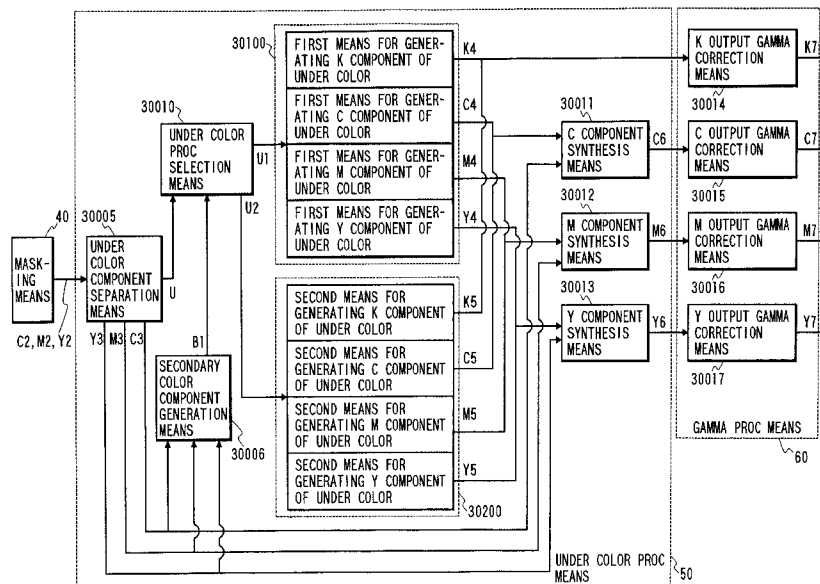 30100
FIRST MEANS FOR GENER-
ATING K COMPONENT OF
UNDER COLOR
K4
FIRST MEANS FOR GENER-
ATING C COMPONENT OF
UNDER COLOR
C4
FIRST MEANS FOR GENER-
ATING M COMPONENT OF
UNDER COLOR
M4
FIRST MEANS FOR GENER-
ATING Y COMPONENT OF
UNDER COLOR
Y4
30010
UNDER COLOR
PROC
SELECTION
MEANS
U1
U2
40
MASK-
ING
MEANS
C2, M2, Y2
30005
UNDER
COLOR
COMPONENT
SEPARATION
MEANS
U
Y3
M3
C3
B1
SECONDARY
COLOR
COMPONENT
GENERATION
MEANS
30006
SECOND MEANS FOR
GENERATING K COMPONENT
OF UNDER COLOR
K5
SECOND MEANS FOR
GENERATING C COMPONENT
OF UNDER COLOR
C5
SECOND MEANS FOR
GENERATING M COMPONENT
OF UNDER COLOR
M5
SECOND MEANS FOR
GENERATING Y COMPONENT
OF UNDER COLOR
Y5
30200
30011
C COMPONENT
SYNTHESIS
MEANS
C6
30012
M COMPONENT
SYNTHESIS
MEANS
M6
30013
Y COMPONENT
SYNTHESIS
MEANS
Y6
UNDER COLOR PROC
MEANS
50
K OUTPUT GAMMA
CORRECTION
MEANS
K7
30014
C OUTPUT GAMMA
CORRECTION
MEANS
C7
30015
M OUTPUT GAMMA
CORRECTION
MEANS
M7
30016
Y OUTPUT GAMMA
CORRECTION
MEANS
Y7
30017
GAMMA PROC MEANS
60